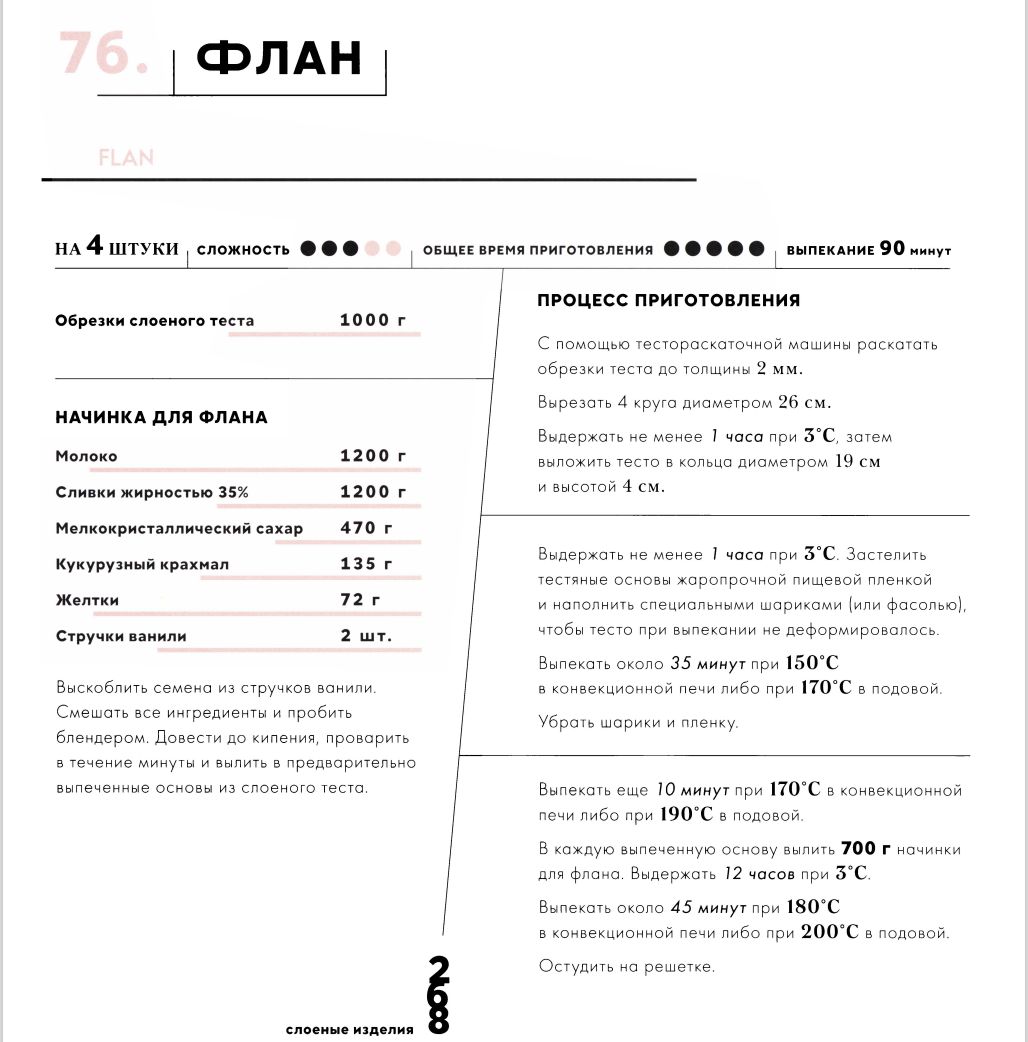 76. ФЛАН
FLAN
НА 4 ШТУКИ СЛОЖНОСТЬ ОБЩЕЕ ВРЕМЯ ПРИГОТОВЛЕНИЯ ВЫПЕКАНИЕ 90 минут
Обрезки слоеного теста 1000 г
НАЧИНКА ДЛЯ ФЛАНА
Молоко 1200 г
Сливки жирностью 35% 1200 г
Мелкокристаллический сахар 470 г
Кукурузный крахмал 135 г
Желтки 72 г
Стручки ванили 2 шт.
Выскоблить семена из стручков ванили.
Смешать все ингредиенты и пробить
блендером. Довести до кипения, проварить
в течение минуты и вылить в предварительно
выпеченные основы из слоеного теста.
ПРОЦЕСС ПРИГОТОВЛЕНИЯ
С помощью тестораскаточной машины раскатать
обрезки теста до толщины 2 мм.
Вырезать 4 круга диаметром 26 см.
Выдержать не менее 1 часа при 3°С, затем
выложить тесто в кольца диаметром 19 см
и высотой 4 см.
Выдержать не менее 1 часа при 3°С. Застелить
тестяные основы жаропрочной пищевой пленкой
и наполнить специальными шариками (или фасолью),
чтобы тесто при выпекании не деформировалось.
Выпекать около 35 минут при 150°С
в конвекционной печи либо при 170°С в подовой.
Убрать шарики и пленку.
Выпекать еще 10 минут при 170°С в конвекционной
печи либо при 190°С в подовой.
В каждую выпеченную основу вылить 700 г начинки
для флана. Выдержать 12 часов при 3°С.
Выпекать около 45 минут при 180°С
в конвекционной печи либо при 200°С в подовой.
Остудить на решетке.
слоеные изделия 268